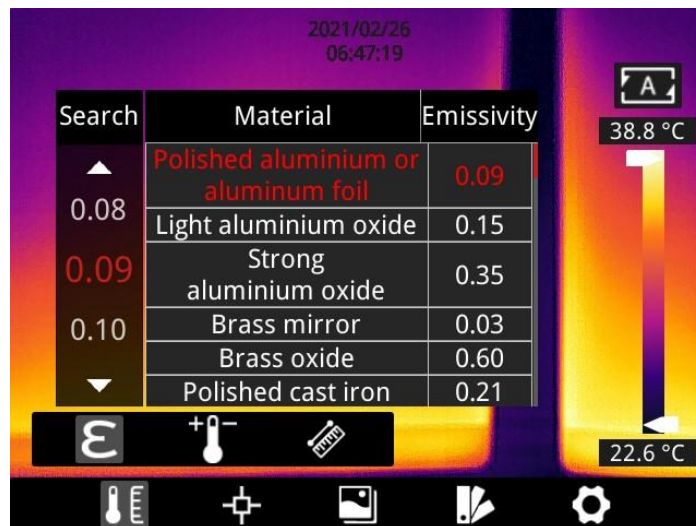 2021/02/26
06:47:19
A
38.8 °C
Search
Material
Emissivity
Polished aluminium or
aluminum foil
0.09
Light aluminium oxide
0.15
Strong
aluminium oxide
0.35
Brass mirror
0.03
Brass oxide
0.60
Polished cast iron
0.21
0.08
0.09
0.10
ε
+ −
22.6 °C